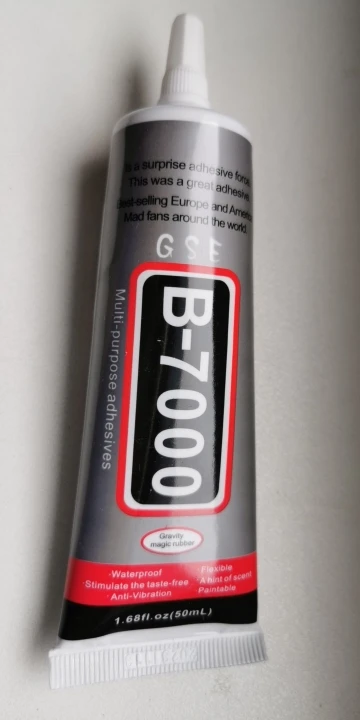 a surprise adhesive force
This was a great adhesive
Best-selling Europe and America
Mad fans around the world
GSE
B-7000
Multi-purpose adhesives
Gravity
magic rubber
·Waterproof
Stimulate the taste-free
·Anti-Vibration
·Flexible
·A hint of scent
Paintable
1.68fl.oz(50mL)